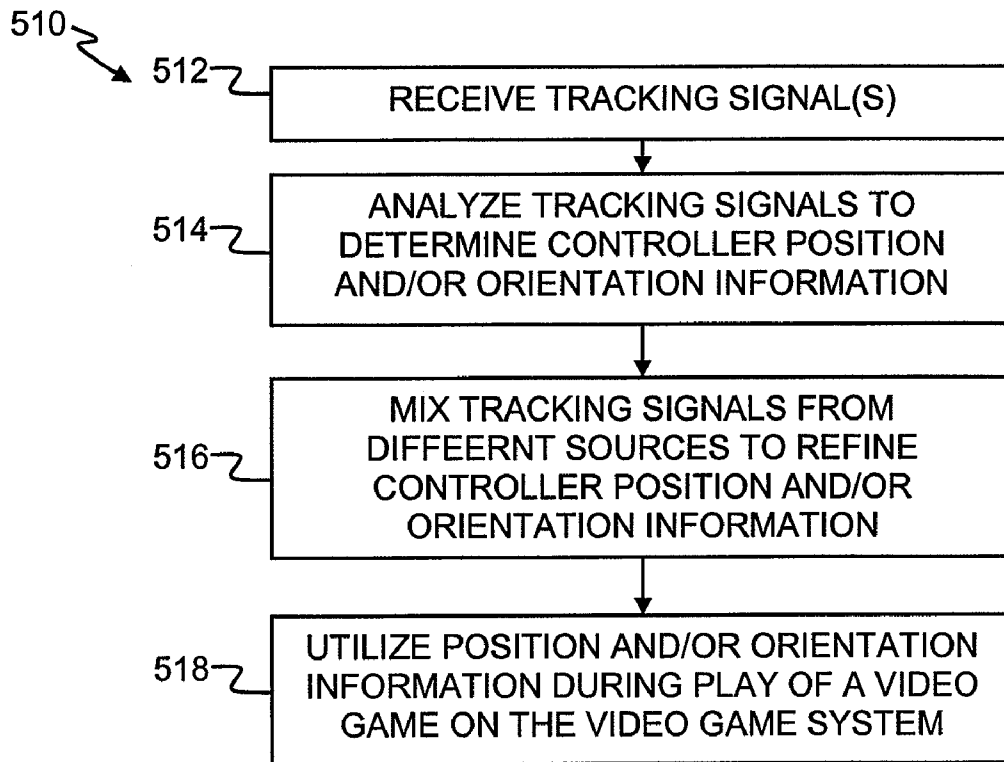 510
512
RECEIVE TRACKING SIGNAL(S)
514
ANALYZE TRACKING SIGNALS TO
DETERMINE CONTROLLER POSITION
AND/OR ORIENTATION INFORMATION
516
MIX TRACKING SIGNALS FROM
DIFFEERNT SOURCES TO REFINE
CONTROLLER POSITION AND/OR
ORIENTATION INFORMATION
518
UTILIZE POSITION AND/OR ORIENTATION
INFORMATION DURING PLAY OF A VIDEO
GAME ON THE VIDEO GAME SYSTEM